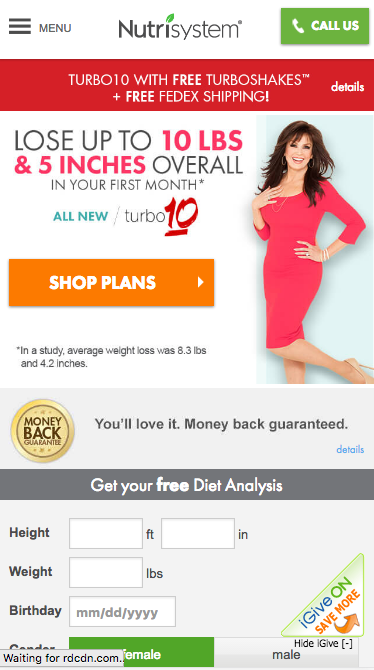 MENU
Nutrisystem®
CALL US
TURBO10 WITH FREE TURBOSHAKES™
+ FREE FEDEX SHIPPING!
details
LOSE UP TO 10 LBS
& 5 INCHES OVERALL
IN YOUR FIRST MONTH*
ALL NEW / turbo10
SHOP PLANS
*In a study, average weight loss was 8.3 lbs
and 4.2 inches.
MONEY
BACK
GUARANTEE
You'll love it. Money back guaranteed.
details
Get your free Diet Analysis
Height ft in
Weight lbs
Birthday mm/dd/yyyy
iGive ON
SAVE MORE
Hide iGive [-]
Gender female male
Waiting for rdcdn.com...